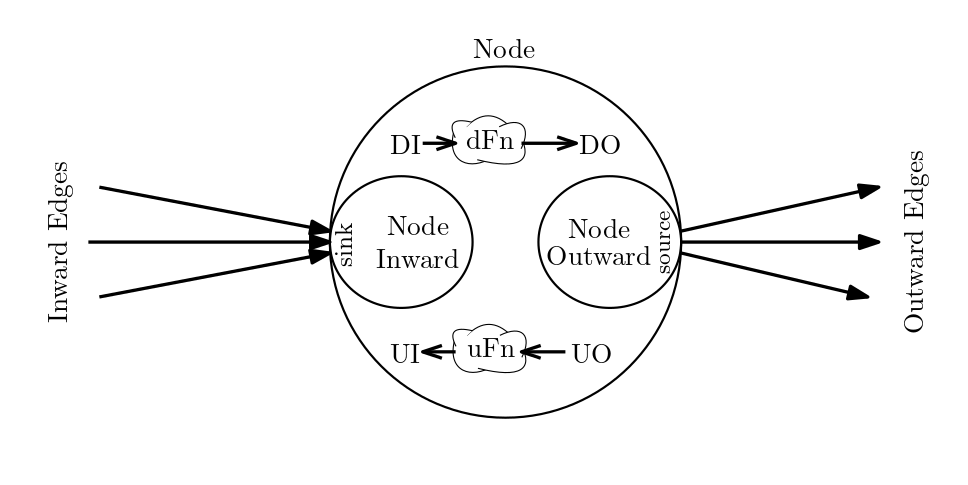 Node
DI
dFn
DO
Inward Edges
sink
Node
Inward
Node
Outward
source
Outward Edges
UI
uFn
UO